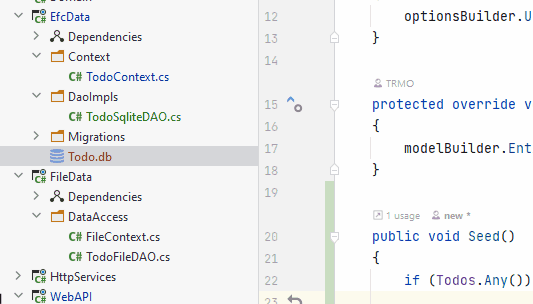 Domain
EfcData
Dependencies
Context
C# TodoContext.cs
DaoImpls
C# TodoSqliteDAO.cs
Migrations
Todo.db
FileData
Dependencies
DataAccess
C# FileContext.cs
C# TodoFileDAO.cs
HttpServices
WebAPI
12 optionsBuilder.U
13 }
14
TRMO
15 protected override v
16 {
17 modelBuilder.Ent
18 }
19
1 usage new *
20 public void Seed()
21 {
22 if (Todos.Any())
23